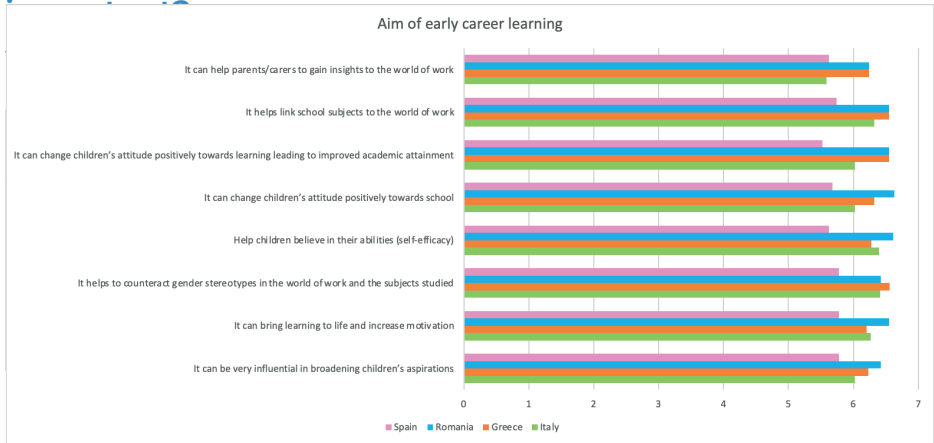 Aim of early career learning
It can help parents/carers to gain insights to the world of work
It helps link school subjects to the world of work
It can change children's attitude positively towards learning leading to improved academic attainment
It can change children's attitude positively towards school
Help children believe in their abilities (self-efficacy)
It helps to counteract gender stereotypes in the world of work and the subjects studied
It can bring learning to life and increase motivation
It can be very influential in broadening children's aspirations
0 1 2 3 4 5 6 7
Spain Romania Greece Italy